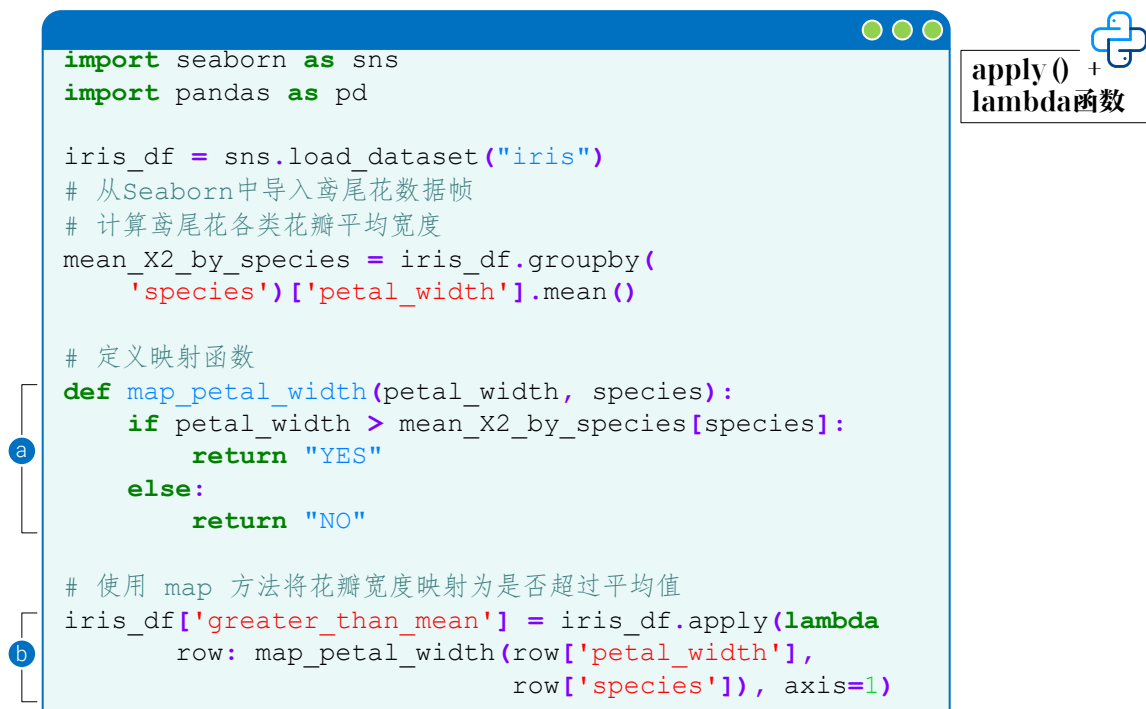 import seaborn as sns
import pandas as pd
iris_df = sns.load_dataset("iris")
# 从Seaborn中导入鸢尾花数据帧
# 计算鸢尾花各类花瓣平均宽度
mean_X2_by_species = iris_df.groupby(
    'species')['petal_width'].mean()
# 定义映射函数
def map_petal_width(petal_width, species):
    if petal_width > mean_X2_by_species[species]:
        return "YES"
    else:
        return "NO"
# 使用 map 方法将花瓣宽度映射为是否超过平均值
iris_df['greater_than_mean'] = iris_df.apply(lambda
       row: map_petal_width(row['petal_width'],
                            row['species']), axis=1)
a
b
apply () +
lambda函数